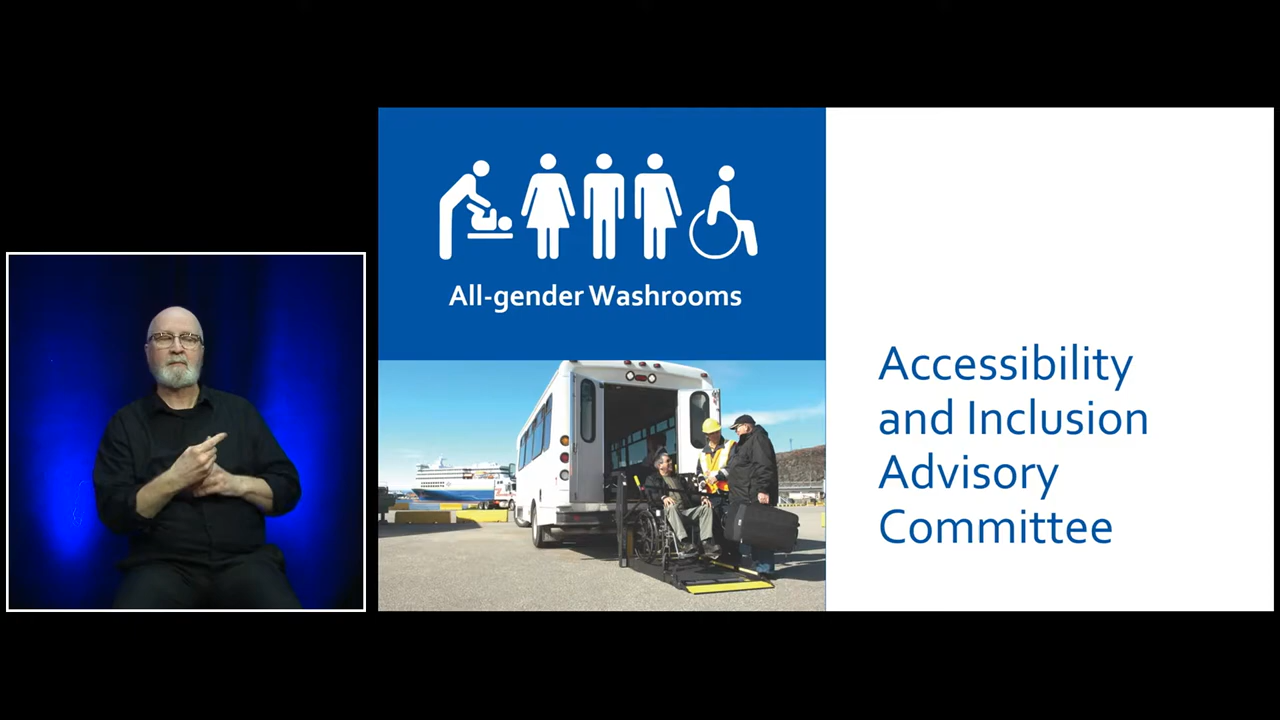 All-gender Washrooms
Accessibility
and Inclusion
Advisory
Committee